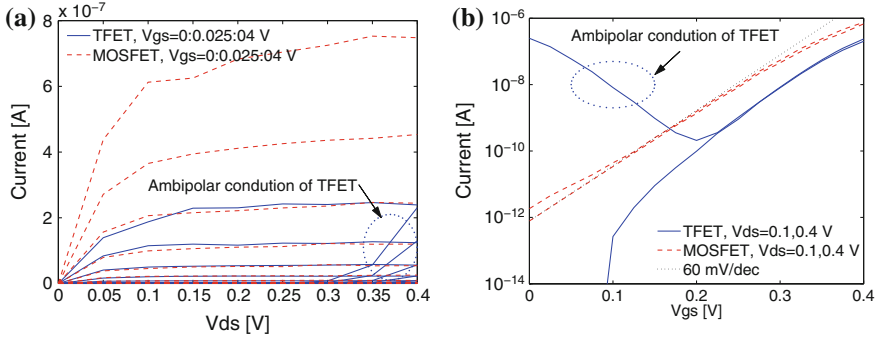 (a)
x 10⁻⁷
8
6
4
2
0
Current [A]
TFET, Vgs=0:0.025:04 V
MOSFET, Vgs=0:0.025:04 V
Ambipolar condution of TFET
0 0.05 0.1 0.15 0.2 0.25 0.3 0.35 0.4
Vds [V]
(b)
10⁻⁶
10⁻⁸
10⁻¹⁰
10⁻¹²
10⁻¹⁴
Current [A]
Ambipolar condution of TFET
TFET, Vds=0.1,0.4 V
MOSFET, Vds=0.1,0.4 V
60 mV/dec
0 0.1 0.2 0.3 0.4
Vgs [V]